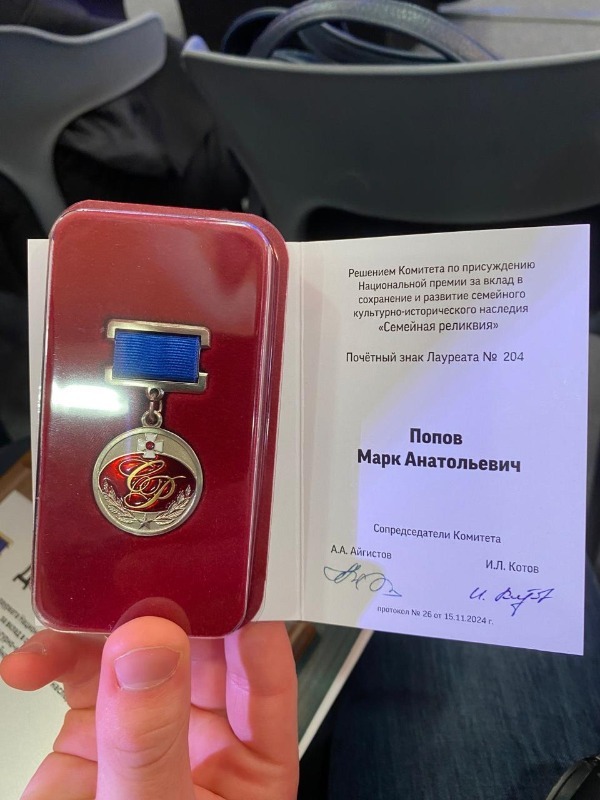 Решением Комитета по присуждению
Национальной премии за вклад в
сохранение и развитие семейного
культурно-исторического наследия
«Семейная реликвия»
Почётный знак Лауреата № 204
Попов
Марк Анатольевич
Сопредседатели Комитета
А.А. Айгистов
И.Л. Котов
протокол № 26 от 15.11.2024 г.
СР